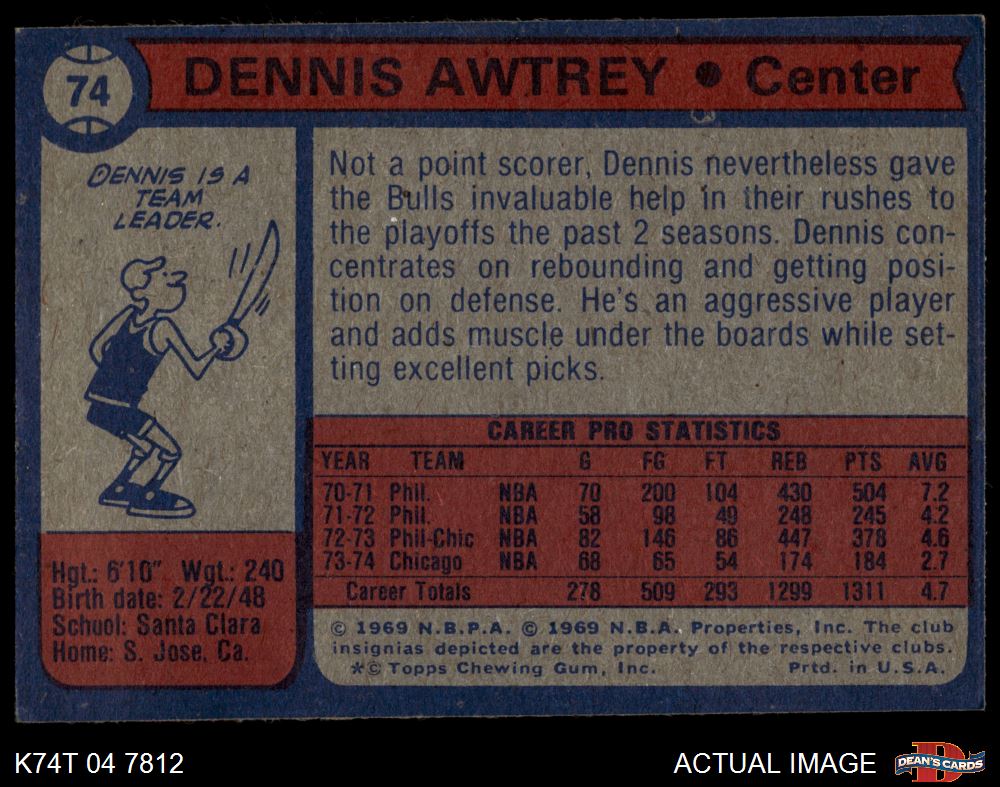 74
DENNIS AWTREY • Center
DENNIS IS A
TEAM
LEADER.
Not a point scorer, Dennis nevertheless gave
the Bulls invaluable help in their rushes to
the playoffs the past 2 seasons. Dennis con-
centrates on rebounding and getting posi-
tion on defense. He's an aggressive player
and adds muscle under the boards while set-
ting excellent picks.
CAREER PRO STATISTICS
YEAR TEAM G FG FT REB PTS AVG
70-71 Phil. NBA 70 200 104 430 504 7.2
71-72 Phil. NBA 58 98 49 248 245 4.2
72-73 Phil-Chic NBA 82 146 86 447 378 4.6
73-74 Chicago NBA 68 65 54 174 184 2.7
Career Totals 278 509 293 1299 1311 4.7
Hgt.: 6'10" Wgt.: 240
Birth date: 2/22/48
School: Santa Clara
Home: S. Jose, Ca.
© 1969 N.B.P.A. © 1969 N.B.A. Properties, Inc. The club
insignias depicted are the property of the respective clubs.
*© Topps Chewing Gum, Inc. Prtd. in U.S.A.
K74T 04 7812
ACTUAL IMAGE
DEAN'S CARDS